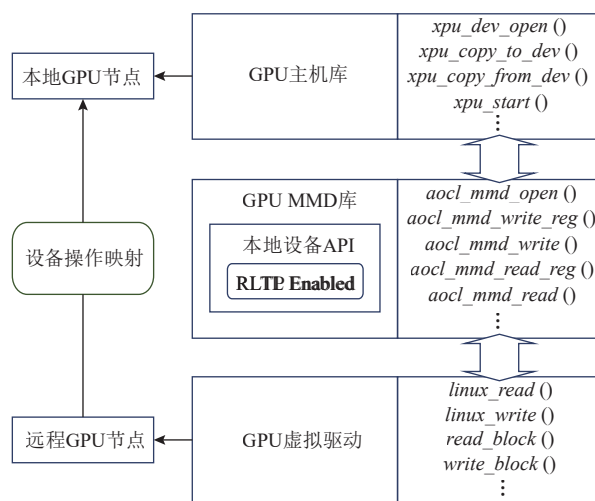 本地GPU节点
GPU主机库
xpu_dev_open ()
xpu_copy_to_dev ()
xpu_copy_from_dev ()
xpu_start ()
⋮
设备操作映射
GPU MMD库
本地设备API
RLTP Enabled
aocl_mmd_open ()
aocl_mmd_write_reg ()
aocl_mmd_write ()
aocl_mmd_read_reg ()
aocl_mmd_read ()
⋮
远程GPU节点
GPU虚拟驱动
linux_read ()
linux_write ()
read_block ()
write_block ()
⋮